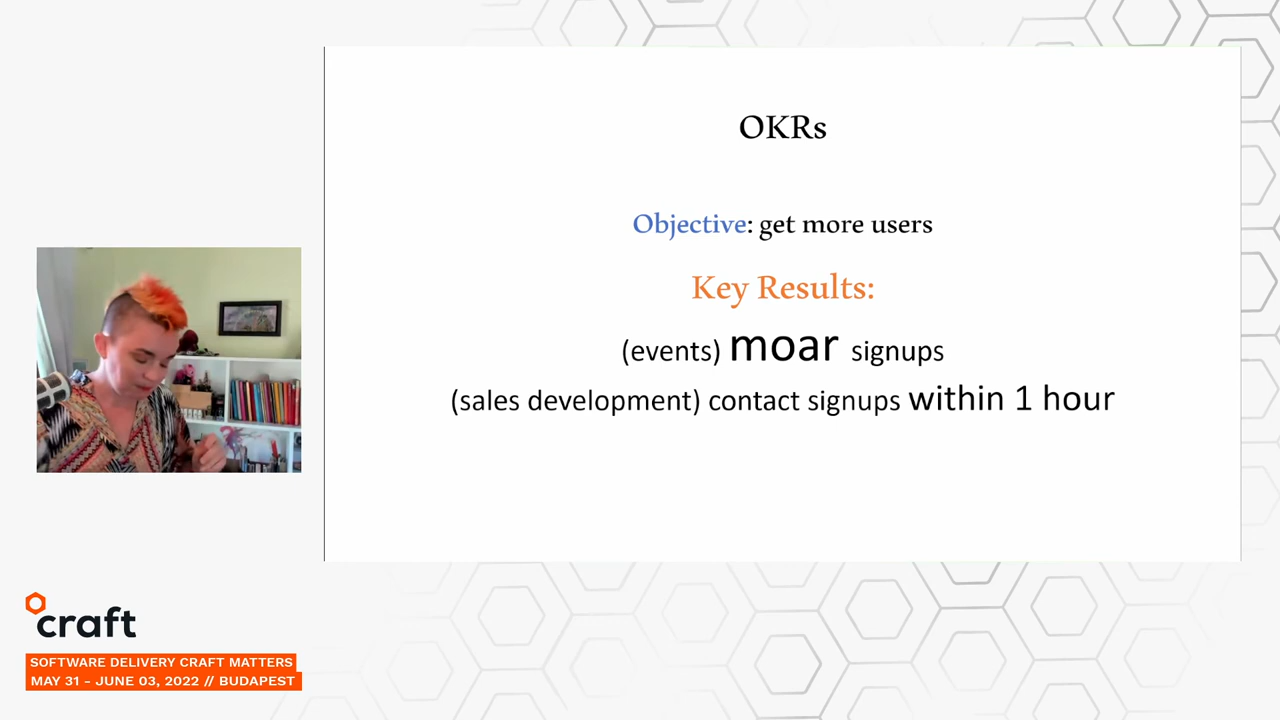 OKRs
Objective: get more users
Key Results:
(events) moar signups
(sales development) contact signups within 1 hour
craft
SOFTWARE DELIVERY CRAFT MATTERS
MAY 31 - JUNE 03, 2022 // BUDAPEST